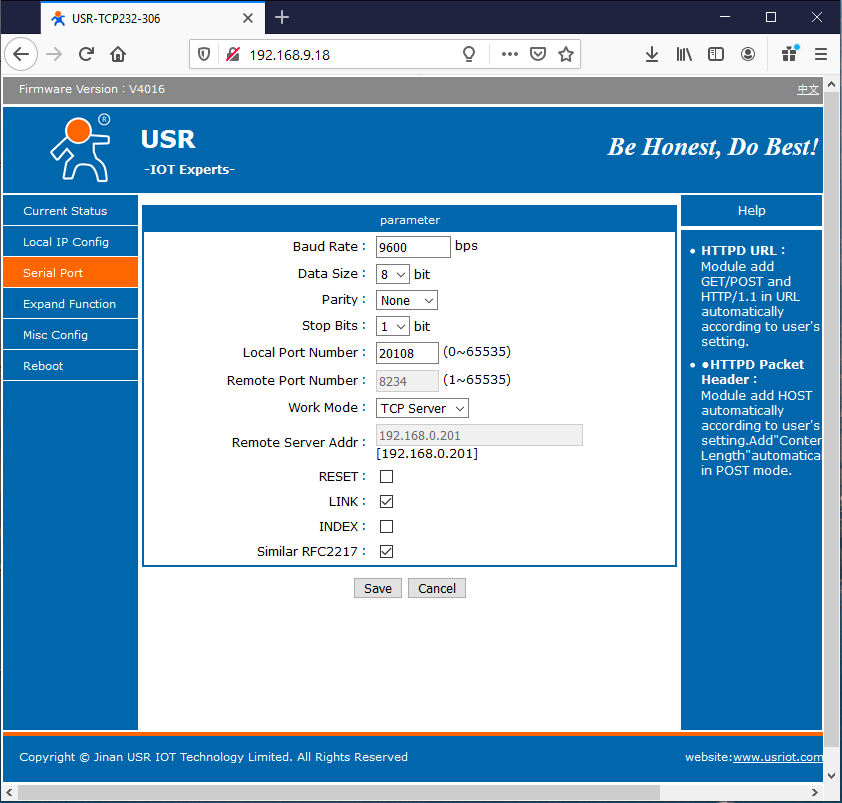 USR-TCP232-306
192.168.9.18
Firmware Version : V4016
中文
®
USR
-IOT Experts-
Be Honest, Do Best!
Current Status
Local IP Config
Serial Port
Expand Function
Misc Config
Reboot
parameter
Baud Rate : 9600 bps
Data Size : 8 bit
Parity : None
Stop Bits : 1 bit
Local Port Number : 20108 (0~65535)
Remote Port Number : 8234 (1~65535)
Work Mode : TCP Server
Remote Server Addr : 192.168.0.201
[192.168.0.201]
RESET :
LINK :
INDEX :
Similar RFC2217 :
Save Cancel
Help
• HTTPD URL :
Module add
GET/POST and
HTTP/1.1 in URL
automatically
according to user's
setting.
• ●HTTPD Packet
Header :
Module add HOST
automatically
according to user's
setting.Add"Conten
Length"automatica
in POST mode.
Copyright © Jinan USR IOT Technology Limited. All Rights Reserved
website:www.usriot.com